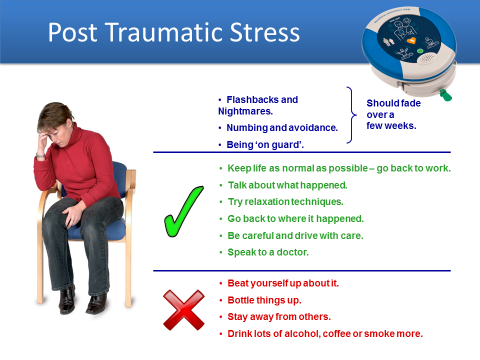 Post Traumatic Stress
• Flashbacks and
Nightmares.
• Numbing and avoidance.
• Being ‘on guard’.
Should fade
over a
few weeks.
• Keep life as normal as possible – go back to work.
• Talk about what happened.
• Try relaxation techniques.
• Go back to where it happened.
• Be careful and drive with care.
• Speak to a doctor.
• Beat yourself up about it.
• Bottle things up.
• Stay away from others.
• Drink lots of alcohol, coffee or smoke more.